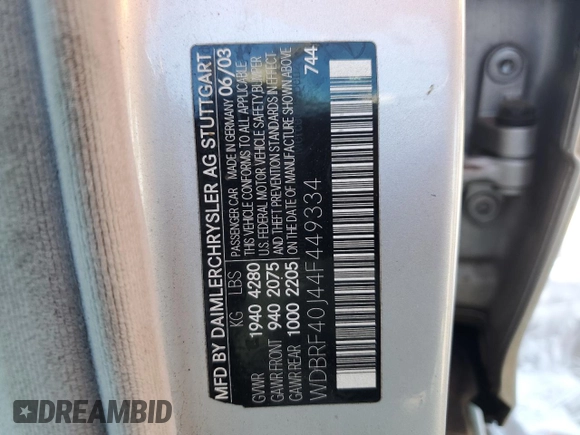 MFD BY DAIMLERCHRYSLER AG STUTTGART
KG LBS PASSENGER CAR MADE IN GERMANY 06/03
GVWR 1940 4280 THIS VEHICLE CONFORMS TO ALL APPLICABLE
U.S. FEDERAL MOTOR VEHICLE SAFETY BUMPER
GAWR FRONT 940 2075 AND THEFT PREVENTION STANDARDS IN EFFECT
GAWR REAR 1000 2205 ON THE DATE OF MANUFACTURE SHOWN ABOVE
WDBRF40J44F449334 744
DREAMBID